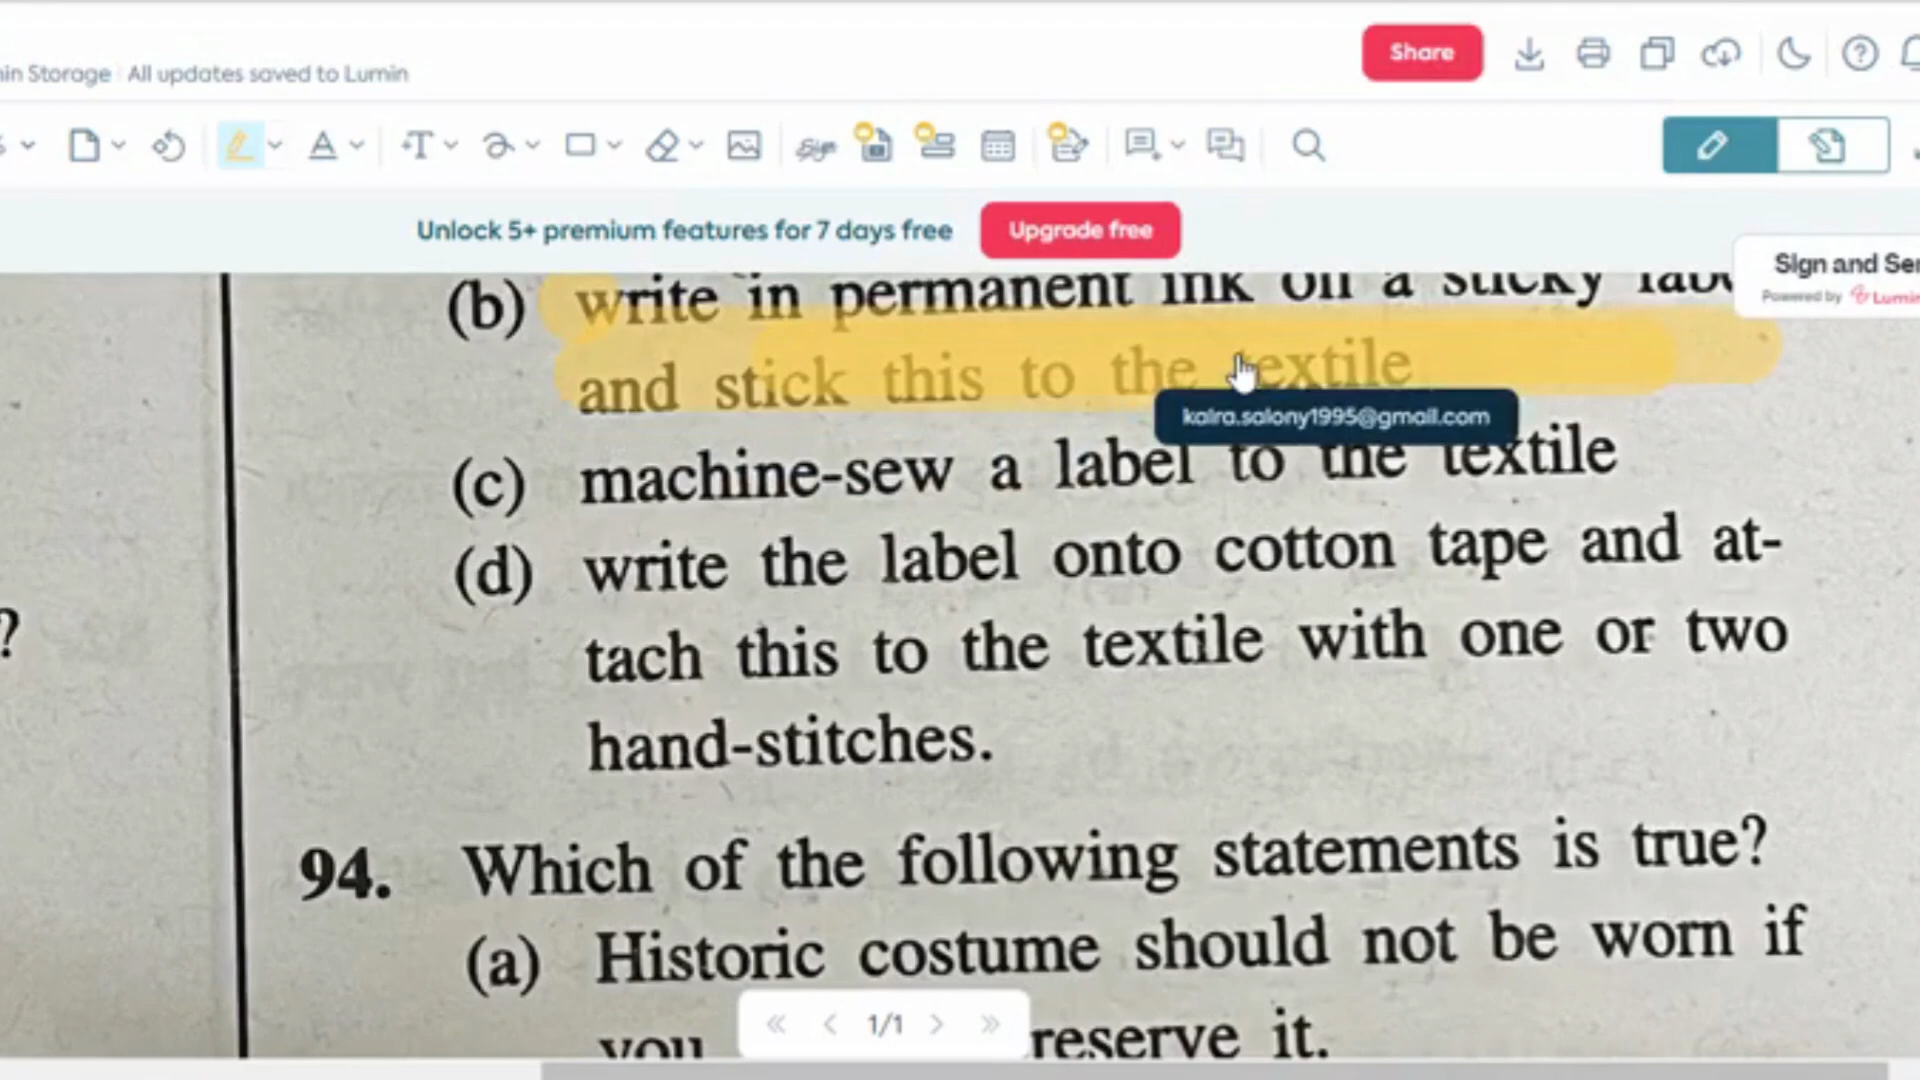 Share
in Storage All updates saved to Lumin
Sign
Unlock 5+ premium features for 7 days free Upgrade free
Sign and Se
Powered by Lumin
(b) write in permanent ink on a sticky
and stick this to the textile
kalra.salony1995@gmail.com
(c) machine-sew a label to the textile
(d) write the label onto cotton tape and at-
tach this to the textile with one or two
hand-stitches.
?
94. Which of the following statements is true?
(a) Historic costume should not be worn if
you reserve it.
1/1